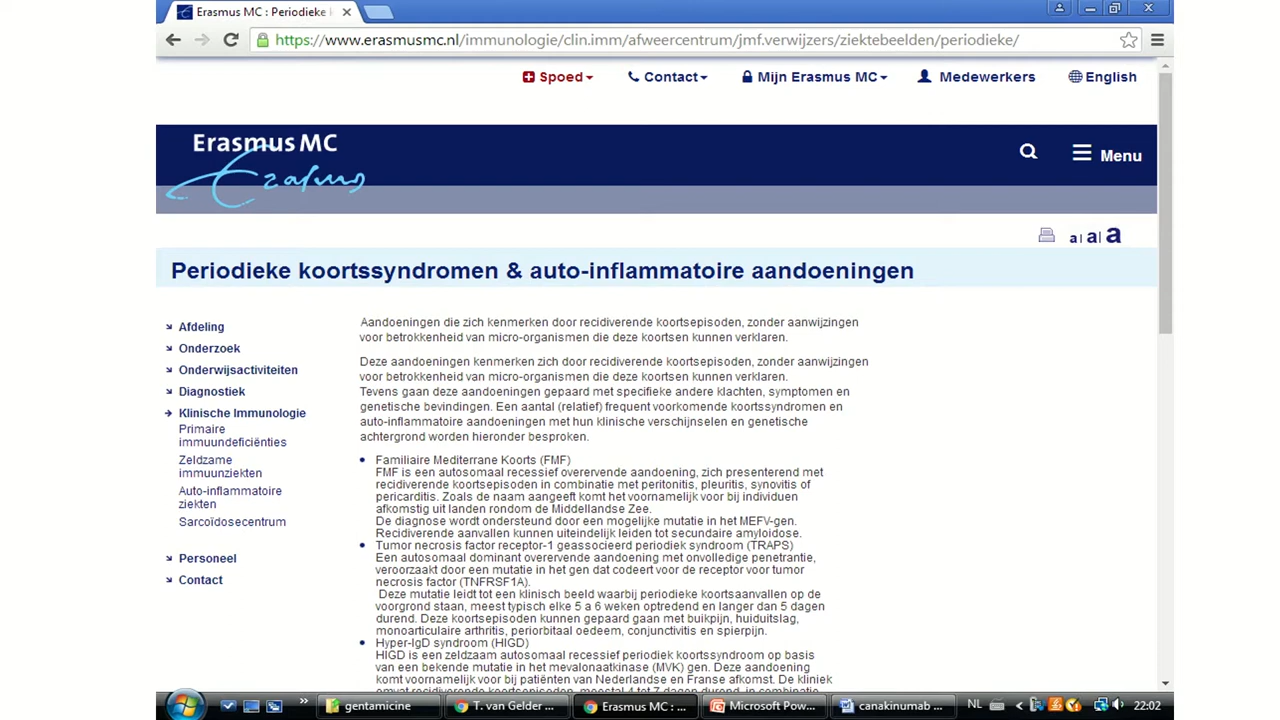 Erasmus MC : Periodieke k
https://www.erasmusmc.nl/immunologie/clin.imm/afweercentrum/jmf.verwijzers/ziektebeelden/periodieke/
Spoed Contact Mijn Erasmus MC Medewerkers English
Erasmus MC
Erasmus
Menu
a a a
Periodieke koortssyndromen & auto-inflammatoire aandoeningen
Afdeling
Onderzoek
Onderwijsactiviteiten
Diagnostiek
Klinische Immunologie
Primaire
immuundeficiënties
Zeldzame
immuunziekten
Auto-inflammatoire
ziekten
Sarcoïdosecentrum
Personeel
Contact
Aandoeningen die zich kenmerken door recidiverende koortsepisoden, zonder aanwijzingen
voor betrokkenheid van micro-organismen die deze koortsen kunnen verklaren.
Deze aandoeningen kenmerken zich door recidiverende koortsepisoden, zonder aanwijzingen
voor betrokkenheid van micro-organismen die deze koortsen kunnen verklaren.
Tevens gaan deze aandoeningen gepaard met specifieke andere klachten, symptomen en
genetische bevindingen. Een aantal (relatief) frequent voorkomende koortssyndromen en
auto-inflammatoire aandoeningen met hun klinische verschijnselen en genetische
achtergrond worden hieronder besproken.
• Familiaire Mediterrane Koorts (FMF)
FMF is een autosomaal recessief overervende aandoening, zich presenterend met
recidiverende koortsepisoden in combinatie met peritonitis, pleuritis, synovitis of
pericarditis. Zoals de naam aangeeft komt het voornamelijk voor bij individuen
afkomstig uit landen rondom de Middellandse Zee.
De diagnose wordt ondersteund door een mogelijke mutatie in het MEFV-gen.
Recidiverende aanvallen kunnen uiteindelijk leiden tot secundaire amyloidose.
• Tumor necrosis factor receptor-1 geassocieerd periodiek syndroom (TRAPS)
Een autosomaal dominant overervende aandoening met onvolledige penetrantie,
veroorzaakt door een mutatie in het gen dat codeert voor de receptor voor tumor
necrosis factor (TNFRSF1A).
Deze mutatie leidt tot een klinisch beeld waarbij periodieke koortsaanvallen op de
voorgrond staan, meest typisch elke 5 a 6 weken optredend en langer dan 5 dagen
durend. Deze koortsepisoden kunnen gepaard gaan met buikpijn, huiduitslag,
monoarticulaire arthritis, periorbitaal oedeem, conjunctivitis en spierpijn.
• Hyper-IgD syndroom (HIGD)
HIGD is een zeldzaam autosomaal recessief periodiek koortssyndroom op basis
van een bekende mutatie in het mevalonaatkinase (MVK) gen. Deze aandoening
komt voornamelijk voor bij patiënten van Nederlandse en Franse afkomst. De kliniek
omvat recidiverende koortsepisoden, meestal 4 tot 7 dagen durend, in combinatie
gentamicine T. van Gelder ... Erasmus MC : ... Microsoft Pow... canakinumab ... NL 22:02